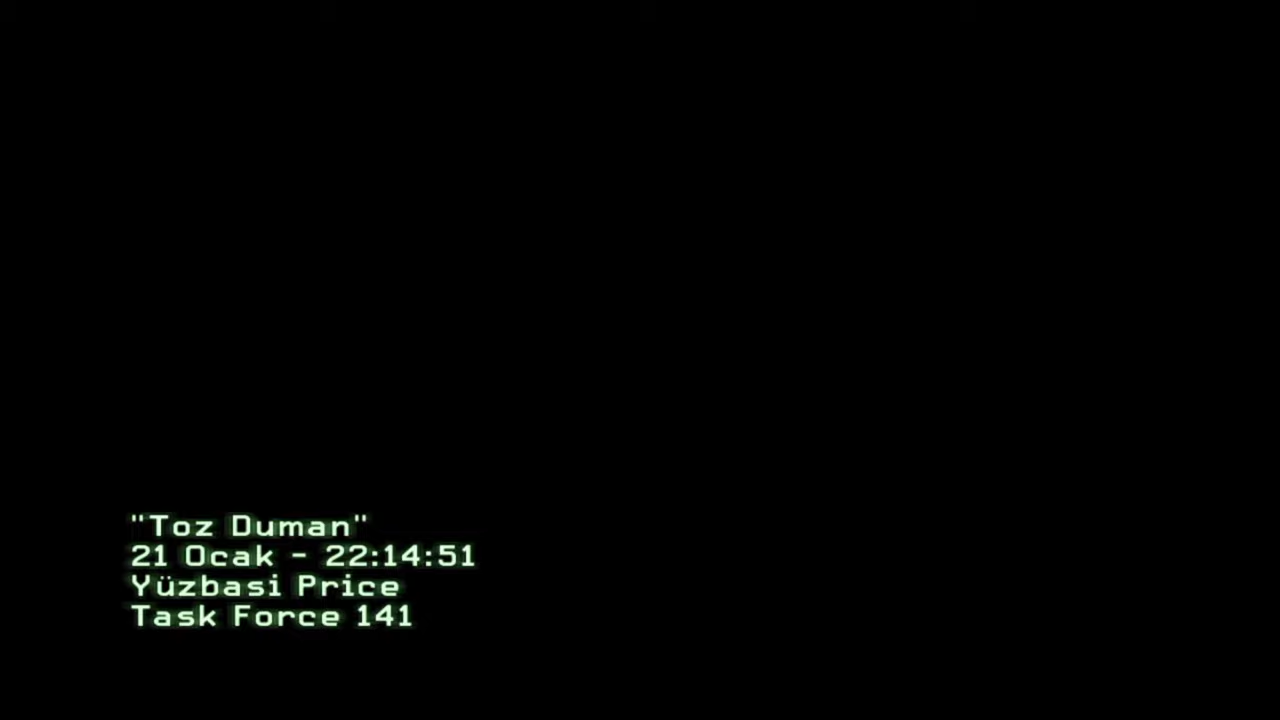 "Toz Duman"
21 Ocak - 22:14:51
Yüzbasi Price
Task Force 141